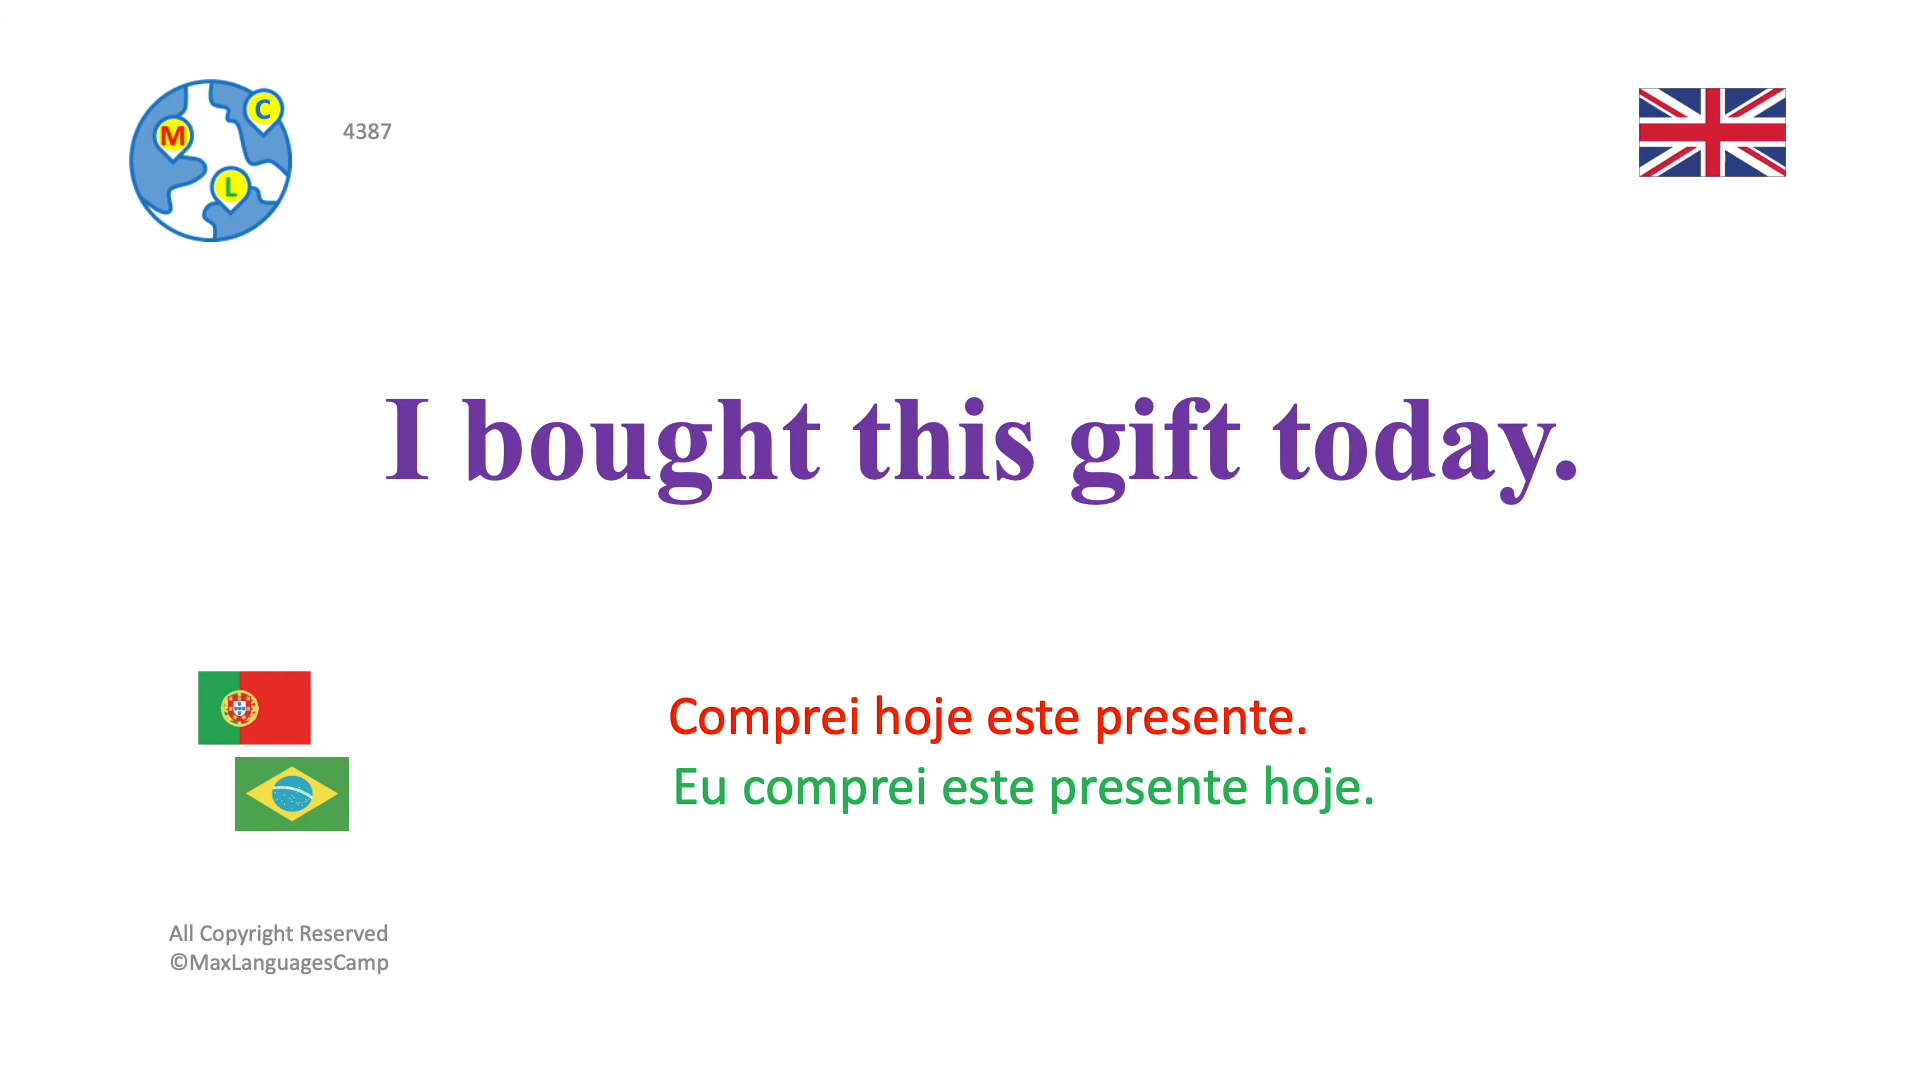 M
C
L
4387
I bought this gift today.
Comprei hoje este presente.
Eu comprei este presente hoje.
All Copyright Reserved
©MaxLanguagesCamp